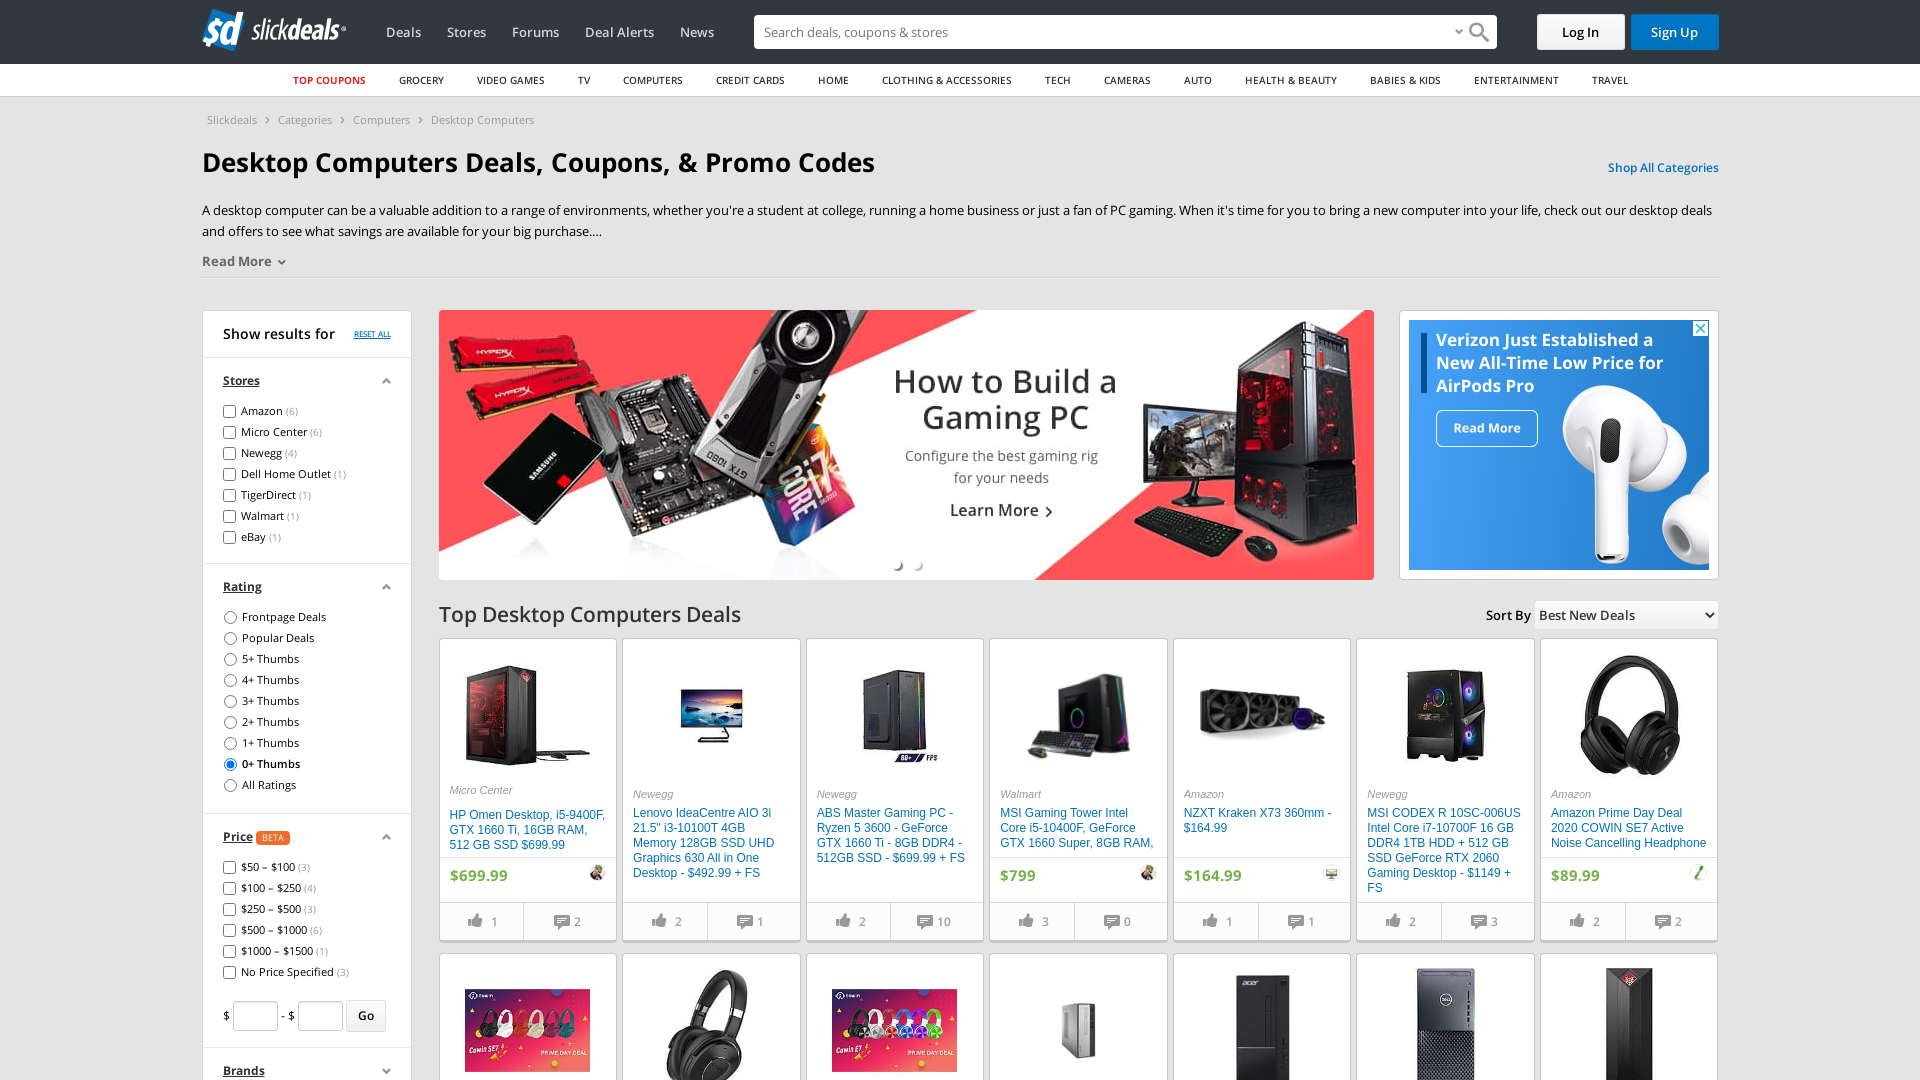 sd slickdeals
Deals
Stores
Forums
Deal Alerts
News
Search deals, coupons & stores
Log In
Sign Up
TOP COUPONS
GROCERY
VIDEO GAMES
TV
COMPUTERS
CREDIT CARDS
HOME
CLOTHING & ACCESSORIES
TECH
CAMERAS
AUTO
HEALTH & BEAUTY
BABIES & KIDS
ENTERTAINMENT
TRAVEL
Slickdeals > Categories > Computers > Desktop Computers
Desktop Computers Deals, Coupons, & Promo Codes
Shop All Categories
A desktop computer can be a valuable addition to a range of environments, whether you're a student at college, running a home business or just a fan of PC gaming. When it's time for you to bring a new computer into your life, check out our desktop deals
and offers to see what savings are available for your big purchase....
Read More
Show results for
RESET ALL
Stores
Amazon (6)
Micro Center (6)
Newegg (4)
Dell Home Outlet (1)
TigerDirect (1)
Walmart (1)
eBay (1)
Rating
Frontpage Deals
Popular Deals
5+ Thumbs
4+ Thumbs
3+ Thumbs
2+ Thumbs
1+ Thumbs
0+ Thumbs
All Ratings
Price BETA
$50 – $100 (3)
$100 – $250 (4)
$250 – $500 (3)
$500 – $1000 (6)
$1000 – $1500 (1)
No Price Specified (3)
$ - $ Go
Brands
HYPERX
HYPERX
SAMSUNG
GTX 1080
CORE i7
How to Build a
Gaming PC
Configure the best gaming rig
for your needs
Learn More >
Verizon Just Established a
New All-Time Low Price for
AirPods Pro
Read More
Top Desktop Computers Deals
Sort By Best New Deals
Micro Center
HP Omen Desktop, i5-9400F,
GTX 1660 Ti, 16GB RAM,
512 GB SSD $699.99
$699.99
1
2
Newegg
Lenovo IdeaCentre AIO 3i
21.5" i3-10100T 4GB
Memory 128GB SSD UHD
Graphics 630 All in One
Desktop - $492.99 + FS
2
1
60+ FPS
Newegg
ABS Master Gaming PC -
Ryzen 5 3600 - GeForce
GTX 1660 Ti - 8GB DDR4 -
512GB SSD - $699.99 + FS
2
10
Walmart
MSI Gaming Tower Intel
Core i5-10400F, GeForce
GTX 1660 Super, 8GB RAM,
$799
3
0
Amazon
NZXT Kraken X73 360mm -
$164.99
$164.99
1
1
Newegg
MSI CODEX R 10SC-006US
Intel Core i7-10700F 16 GB
DDR4 1TB HDD + 512 GB
SSD GeForce RTX 2060
Gaming Desktop - $1149 +
FS
2
3
Amazon
Amazon Prime Day Deal
2020 COWIN SE7 Active
Noise Cancelling Headphone
$89.99
2
2
Cowin SE7
PRIME DAY DEAL
Cowin E7
PRIME DAY DEAL
acer
DELL